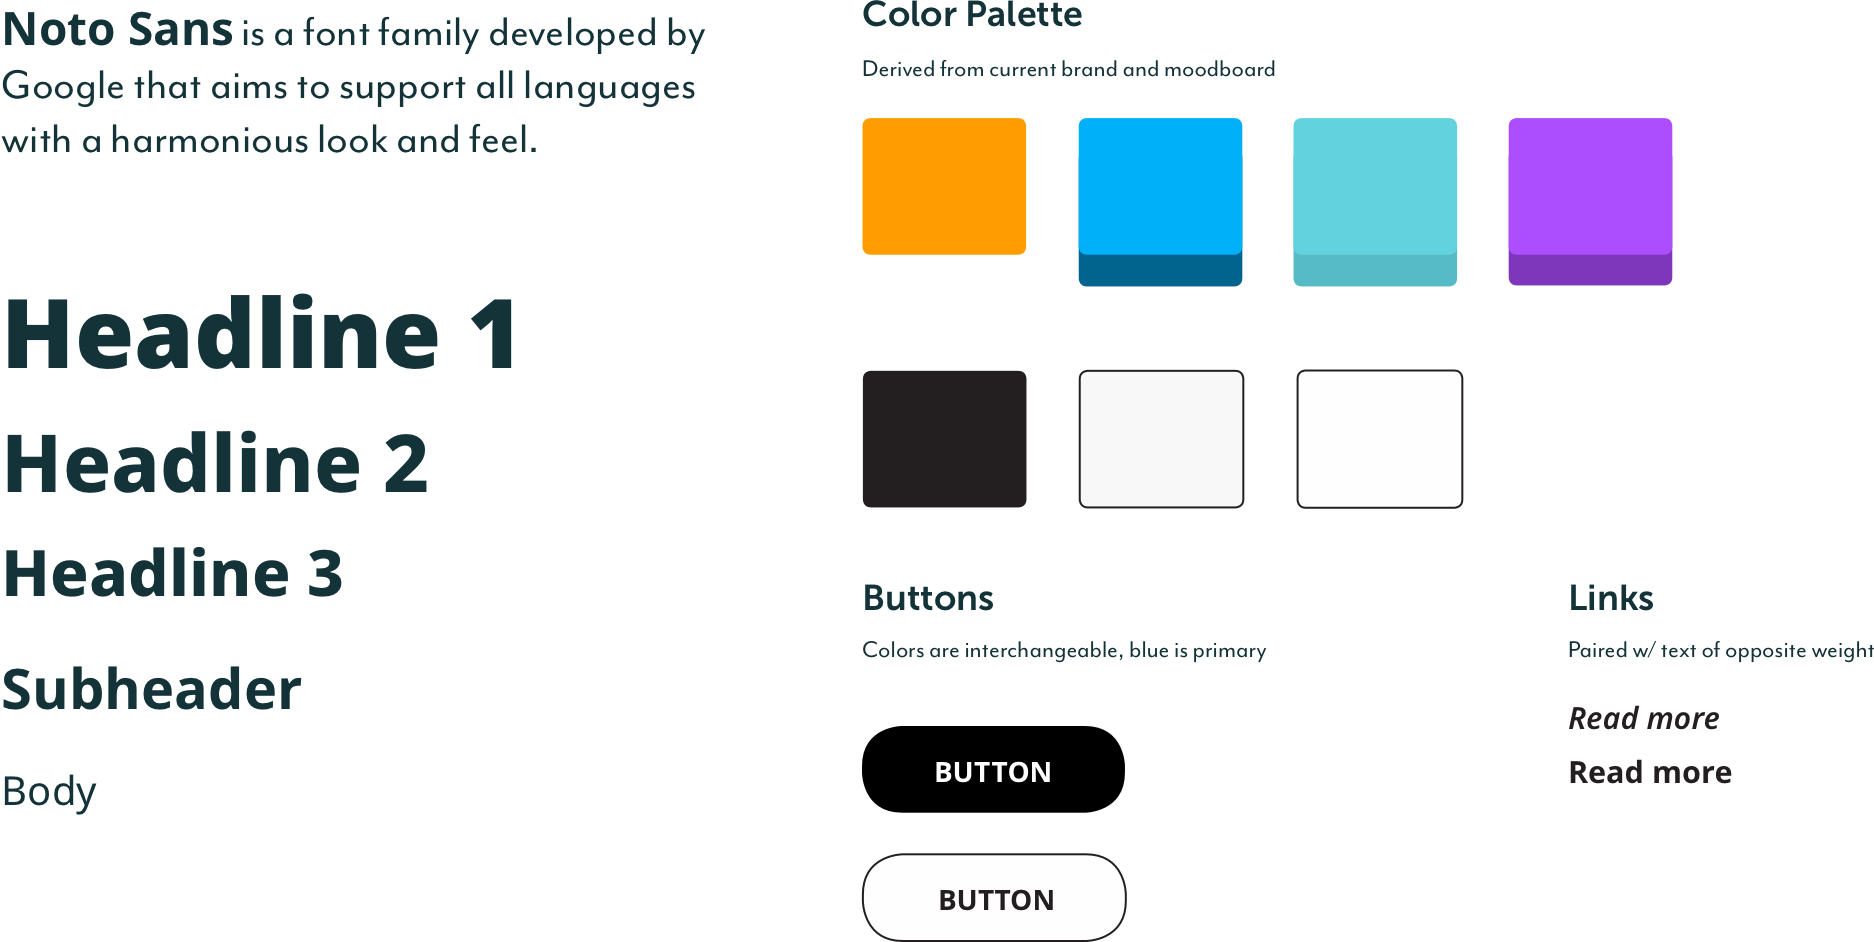 Noto Sans is a font family developed by
Google that aims to support all languages
with a harmonious look and feel.
Headline 1
Headline 2
Headline 3
Subheader
Body
Color Palette
Derived from current brand and moodboard
Buttons
Colors are interchangeable, blue is primary
BUTTON
BUTTON
Links
Paired w/ text of opposite weight
Read more
Read more